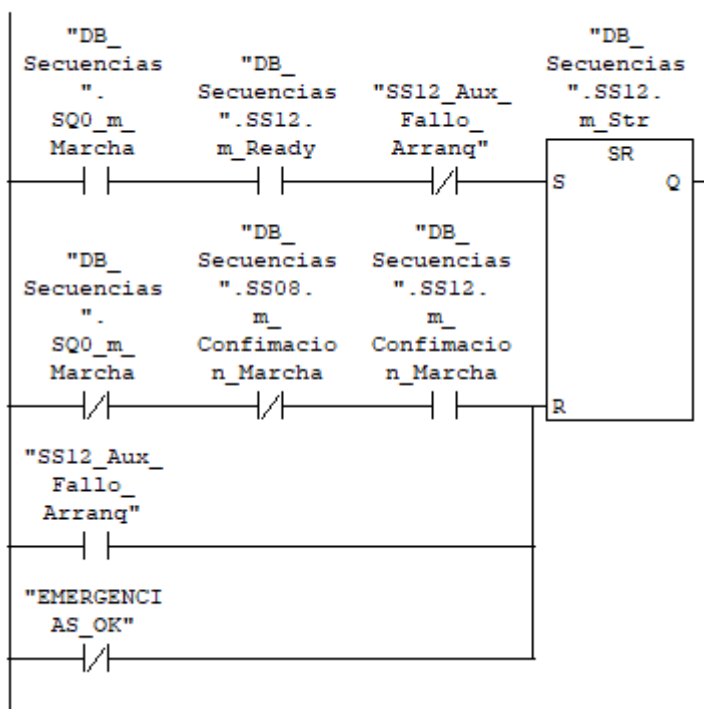 "DB_
Secuencias
".
SQ0_m_
Marcha
"DB_
Secuencias
".SS12.
m_Ready
"SS12_Aux_
Fallo_
Arranq"
"DB_
Secuencias
".SS12.
m_Str
SR
S
Q
"DB_
Secuencias
".
SQ0_m_
Marcha
"DB_
Secuencias
".SS08.
m_
Confimacio
n_Marcha
"DB_
Secuencias
".SS12.
m_
Confimacio
n_Marcha
R
"SS12_Aux_
Fallo_
Arranq"
"EMERGENCI
AS_OK"